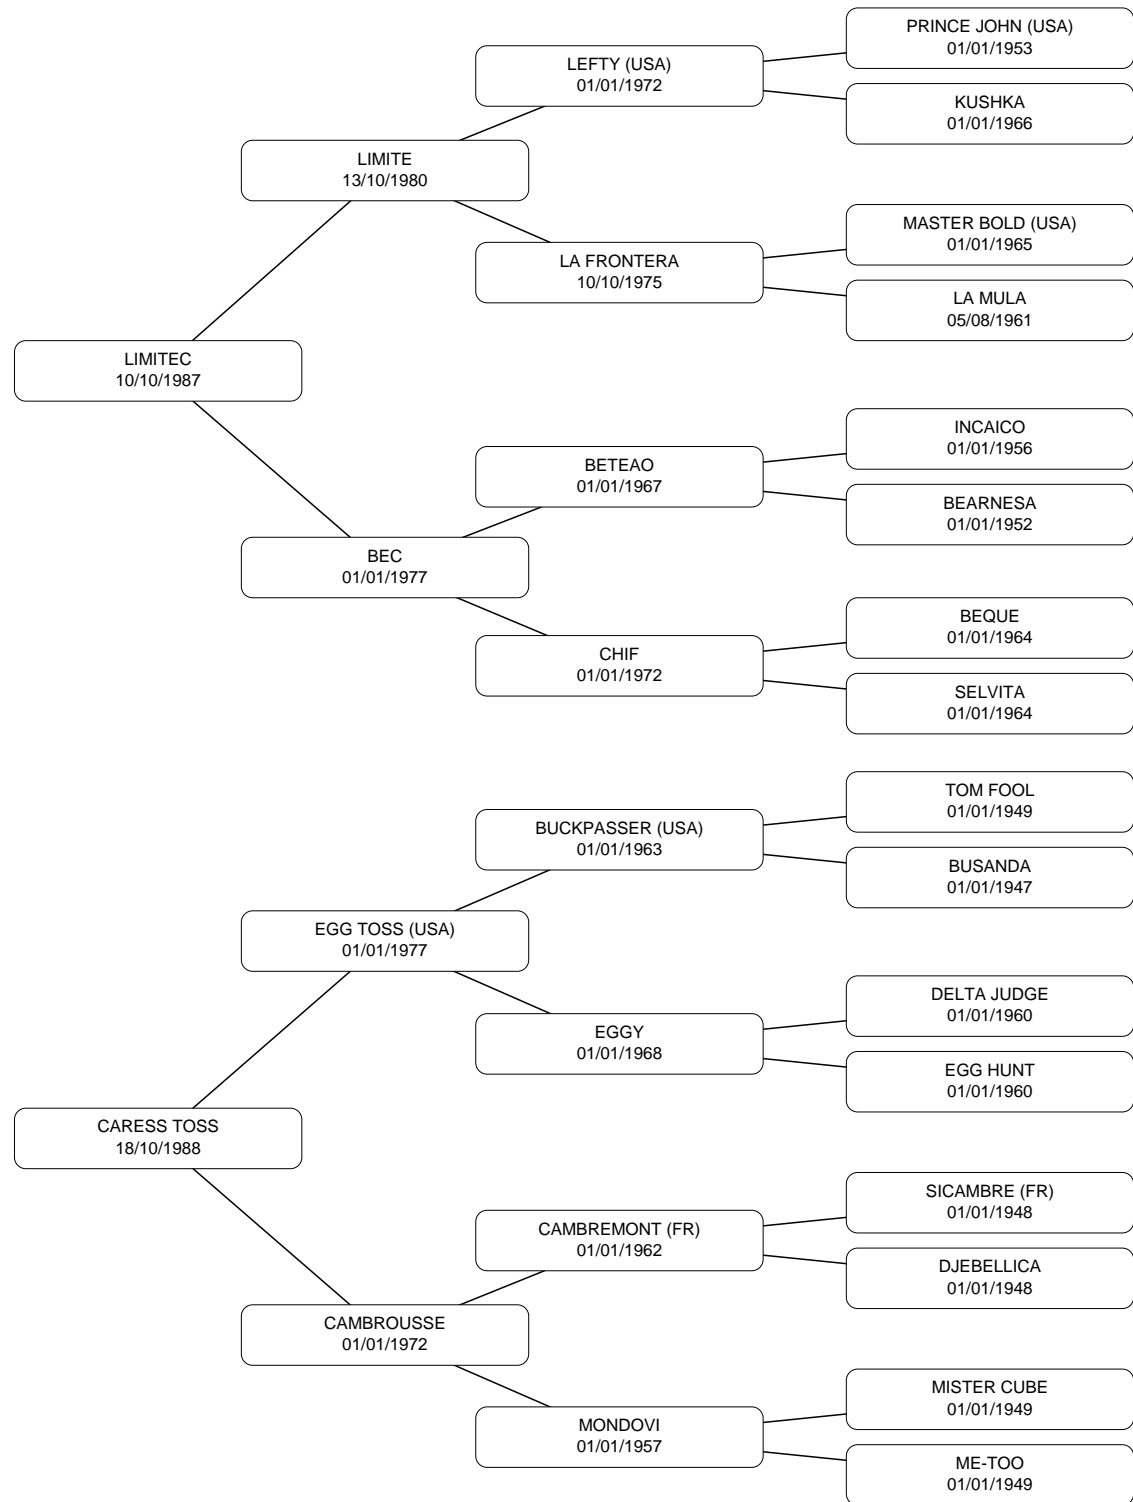 PRINCE JOHN (USA)
01/01/1953
LEFTY (USA)
01/01/1972
KUSHKA
01/01/1966
LIMITE
13/10/1980
MASTER BOLD (USA)
01/01/1965
LA FRONTERA
10/10/1975
LA MULA
05/08/1961
LIMITEC
10/10/1987
INCAICO
01/01/1956
BETEAO
01/01/1967
BEARNESA
01/01/1952
BEC
01/01/1977
BEQUE
01/01/1964
CHIF
01/01/1972
SELVITA
01/01/1964
TOM FOOL
01/01/1949
BUCKPASSER (USA)
01/01/1963
BUSANDA
01/01/1947
EGG TOSS (USA)
01/01/1977
DELTA JUDGE
01/01/1960
EGGY
01/01/1968
EGG HUNT
01/01/1960
CARESS TOSS
18/10/1988
SICAMBRE (FR)
01/01/1948
CAMBREMONT (FR)
01/01/1962
DJEBELLICA
01/01/1948
CAMBROUSSE
01/01/1972
MISTER CUBE
01/01/1949
MONDOVI
01/01/1957
ME-TOO
01/01/1949